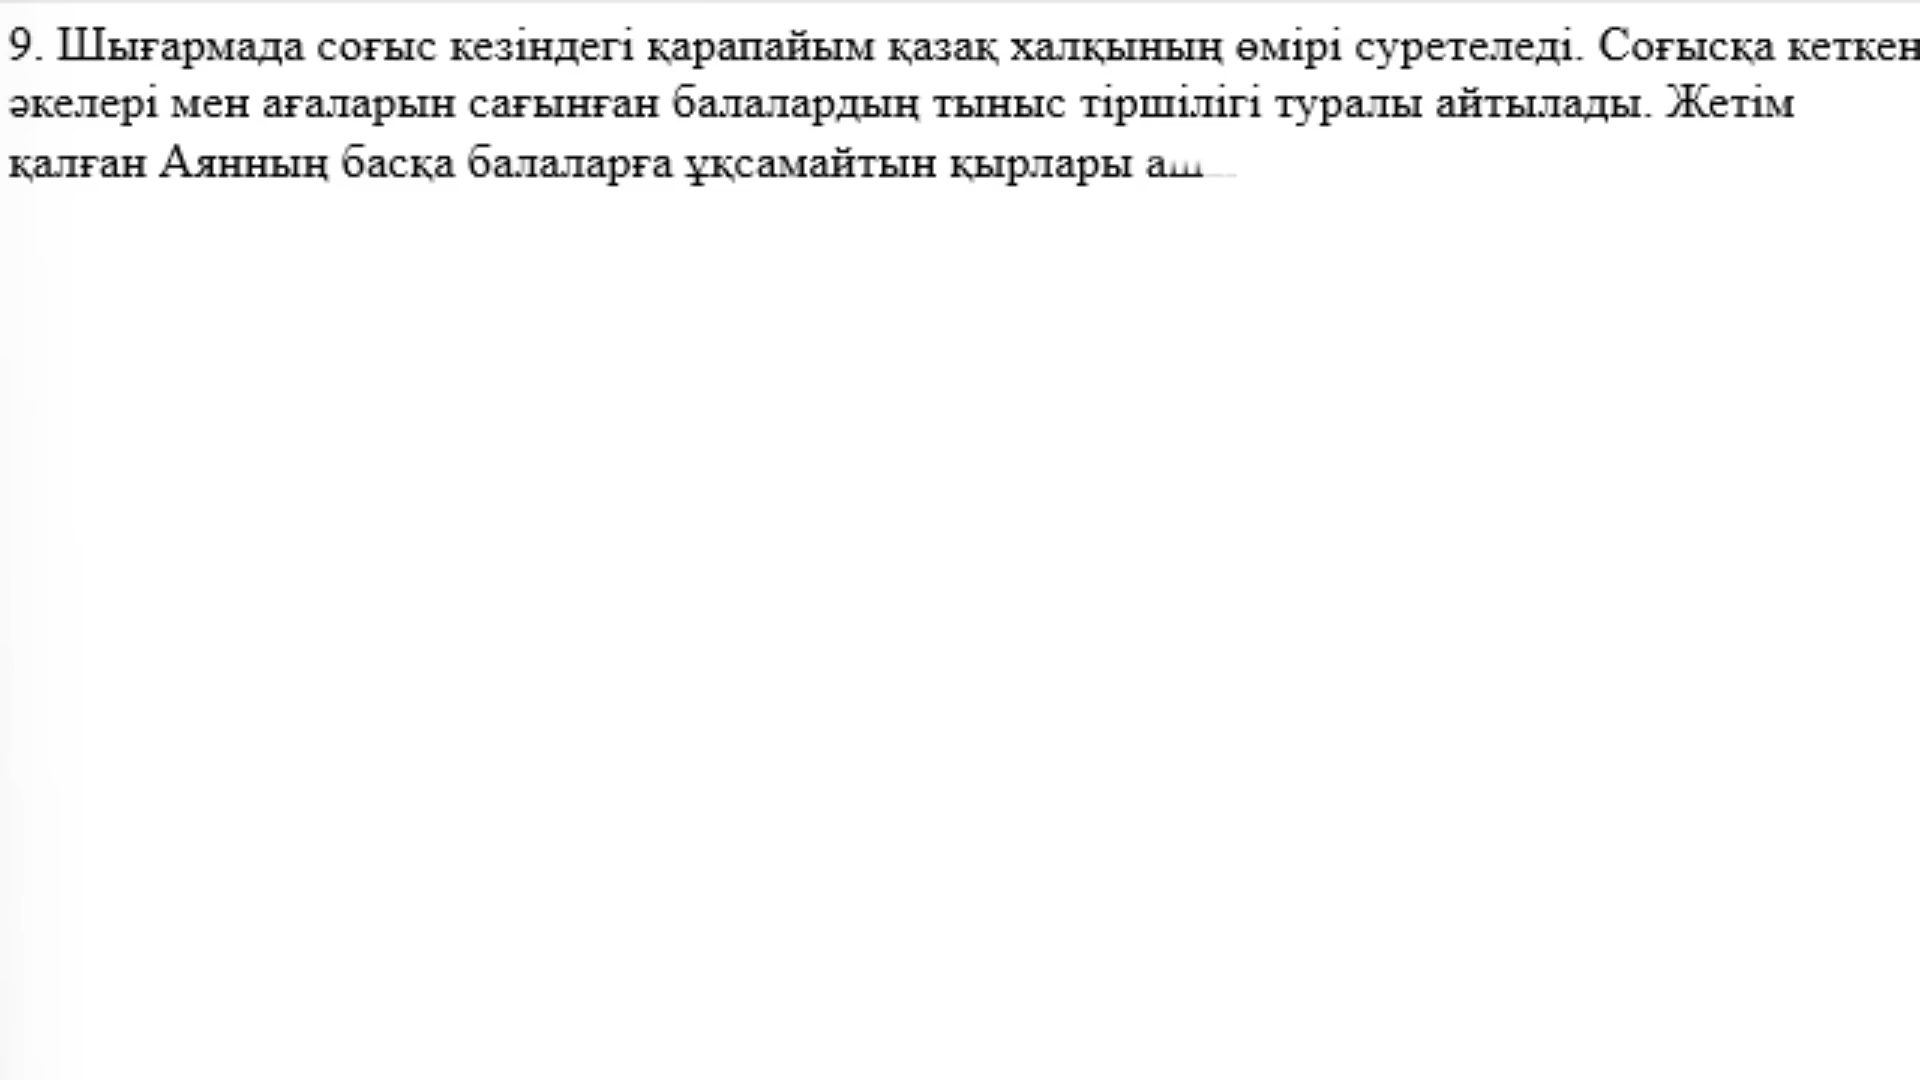 9. Шығармада соғыс кезіндегі қарапайым қазақ халқының өмірі суретеледі. Соғысқа кеткен
әкелері мен ағаларын сағынған балалардың тыныс тіршілігі туралы айтылады. Жетім
қалған Аянның басқа балаларға ұқсамайтын қырлары